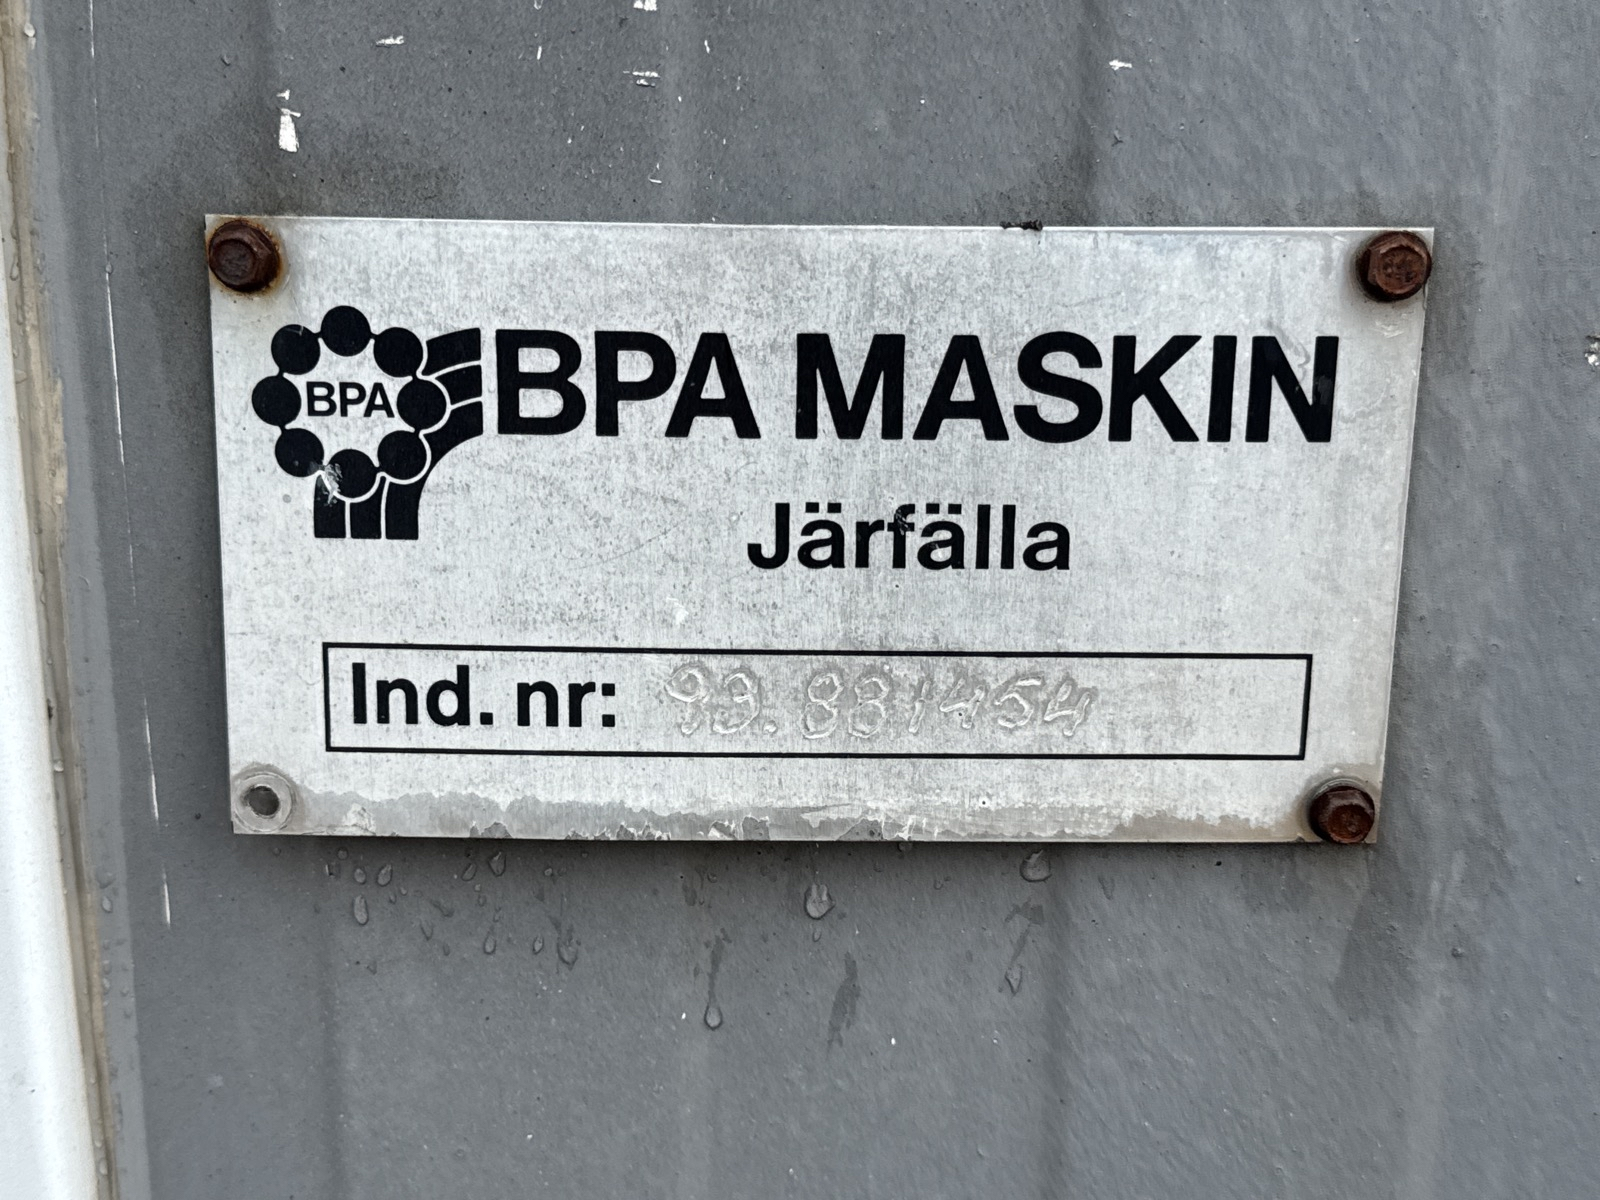 BPA
BPA MASKIN
Järfälla
Ind. nr: 93.881454